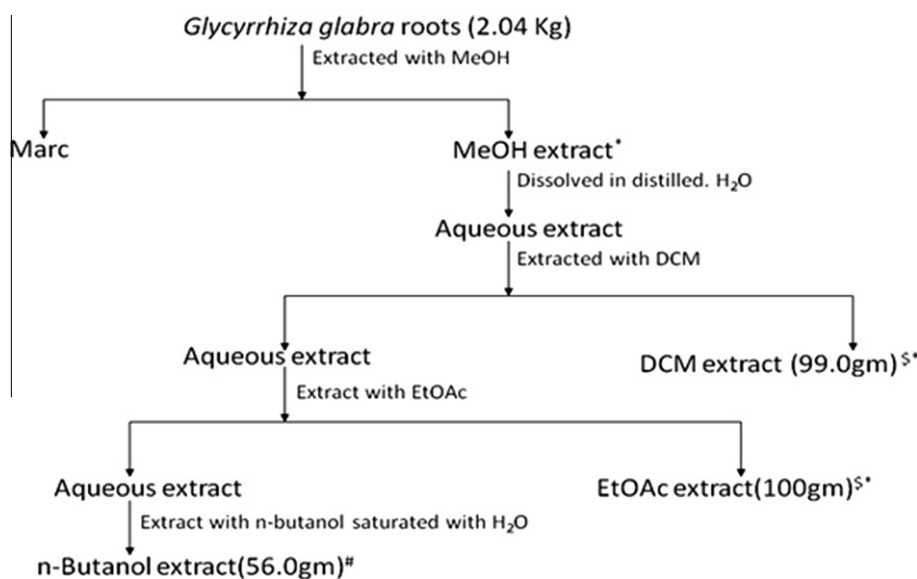 Glycyrrhiza glabra roots (2.04 Kg)
Extracted with MeOH
Marc
MeOH extract*
Dissolved in distilled. H₂O
Aqueous extract
Extracted with DCM
Aqueous extract
DCM extract (99.0gm)$*
Extract with EtOAc
Aqueous extract
EtOAc extract(100gm)$*
Extract with n-butanol saturated with H₂O
n-Butanol extract(56.0gm)#